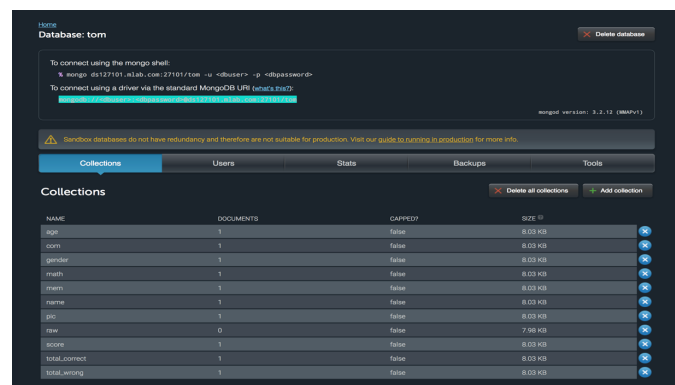 Home
Database: tom
Delete database
To connect using the mongo shell:
% mongo ds127101.mlab.com:27101/tom -u <dbuser> -p <dbpassword>
To connect using a driver via the standard MongoDB URI (what's this?):
mongodb://<dbuser>:<dbpassword>@ds127101.mlab.com:27101/tom
mongod version: 3.2.12 (MMAPv1)
Sandbox databases do not have redundancy and therefore are not suitable for production. Visit our guide to running in production for more info.
Collections Users Stats Backups Tools
Collections
Delete all collections Add collection
NAME DOCUMENTS CAPPED? SIZE
age 1 false 8.03 KB
com 1 false 8.03 KB
gender 1 false 8.03 KB
math 1 false 8.03 KB
mem 1 false 8.03 KB
name 1 false 8.03 KB
pic 1 false 8.03 KB
raw 0 false 7.98 KB
score 1 false 8.03 KB
total_correct 1 false 8.03 KB
total_wrong 1 false 8.03 KB